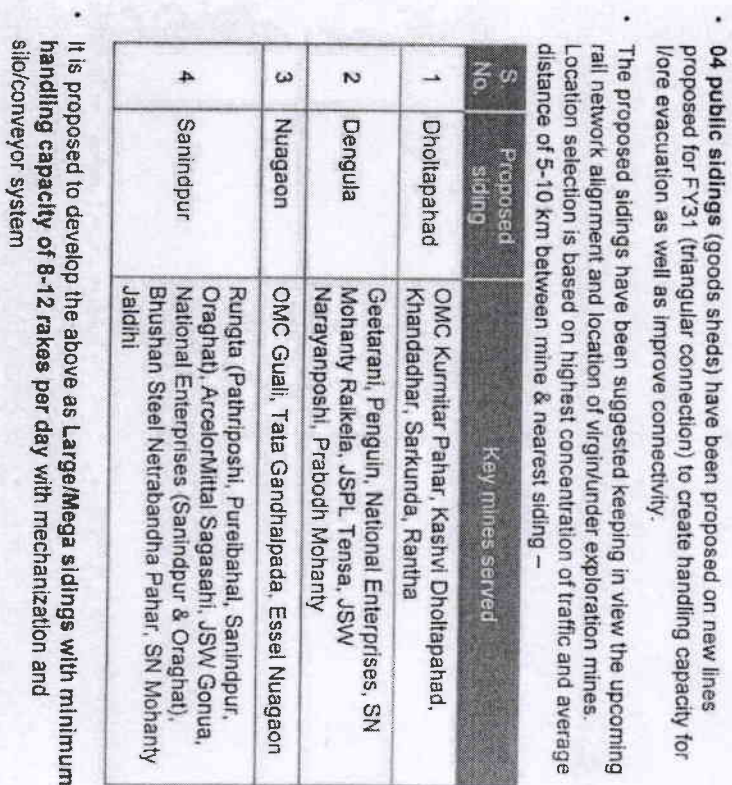 • 04 public sidings (goods sheds) have been proposed on new lines
proposed for FY31 (triangular connection) to create handling capacity for
I/ore evacuation as well as improve connectivity.
• The proposed sidings have been suggested keeping in view the upcoming
rail network alignment and location of virgin/under exploration mines.
Location selection is based on highest concentration of traffic and average
distance of 5-10 km between mine & nearest siding –
S. No. Proposed siding Key mines served
1 Dholtapahad OMC Kurmitar Pahar, Kashvi Dholtapahad,
Khandadhar, Sarkunda, Rantha
2 Dengula Geetarani, Penguin, National Enterprises, SN
Mohanty Raikela, JSPL Tensa, JSW
Narayanposhi, Prabodh Mohanty
3 Nuagaon OMC Guali, Tata Gandhalpada, Essel Nuagaon
4 Sanindpur Rungta (Pathriposhi, Pureibahal, Sanindpur,
Oraghat), ArcelorMittal Sagasahi, JSW Gonua,
National Enterprises (Sanindpur & Oraghat),
Bhushan Steel Netrabandha Pahar, SN Mohanty
Jaldihi
• It is proposed to develop the above as Large/Mega sidings with minimum
handling capacity of 8-12 rakes per day with mechanization and
silo/conveyor system